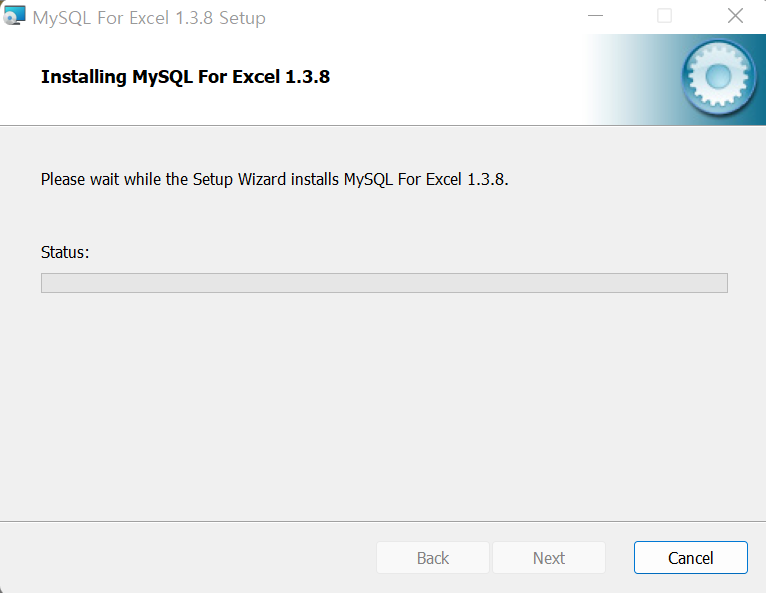 MySQL For Excel 1.3.8 Setup
Installing MySQL For Excel 1.3.8
Please wait while the Setup Wizard installs MySQL For Excel 1.3.8.
Status:
Back
Next
Cancel